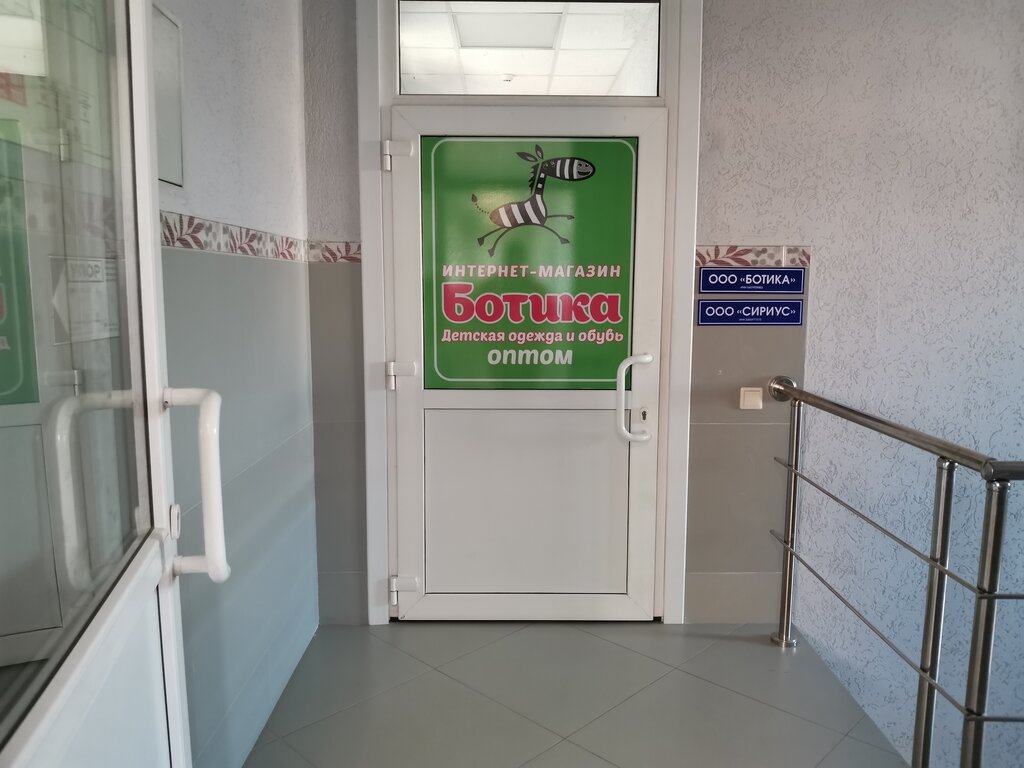 ИНТЕРНЕТ-МАГАЗИН
Ботика
Детская одежда и обувь
оптом
ООО «БОТИКА»
ООО «СИРИУС»